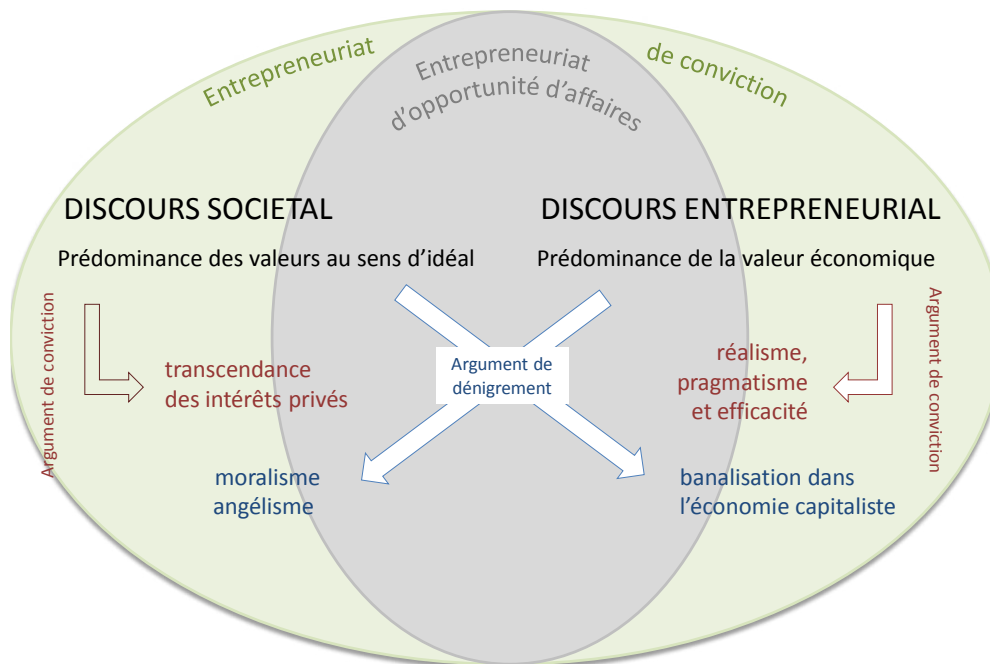 Entrepreneuriat
Entrepreneuriat
d'opportunité d'affaires
de conviction
DISCOURS SOCIETAL
DISCOURS ENTREPRENEURIAL
Prédominance des valeurs au sens d'idéal
Prédominance de la valeur économique
Argument de conviction
transcendance
des intérêts privés
Argument de
dénigrement
réalisme,
pragmatisme
et efficacité
Argument de conviction
moralisme
angélisme
banalisation dans
l'économie capitaliste